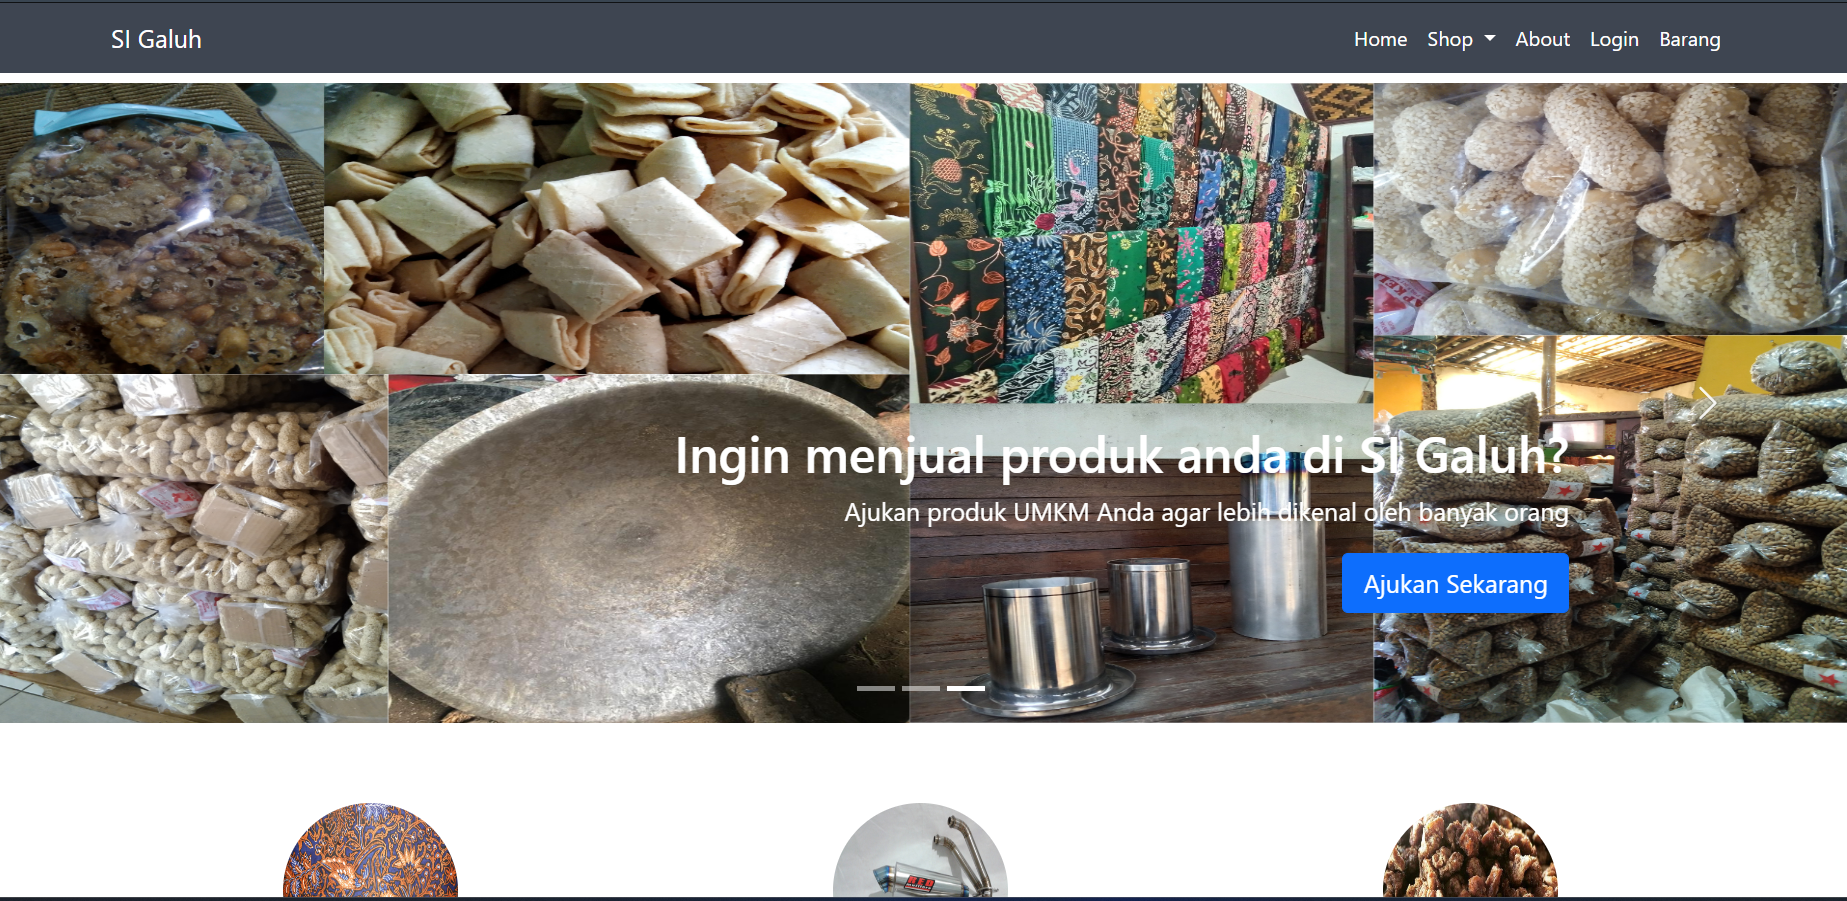 SI Galuh
Home Shop About Login Barang
Ingin menjual produk anda di SI Galuh?
Ajukan produk UMKM Anda agar lebih dikenal oleh banyak orang
Ajukan Sekarang